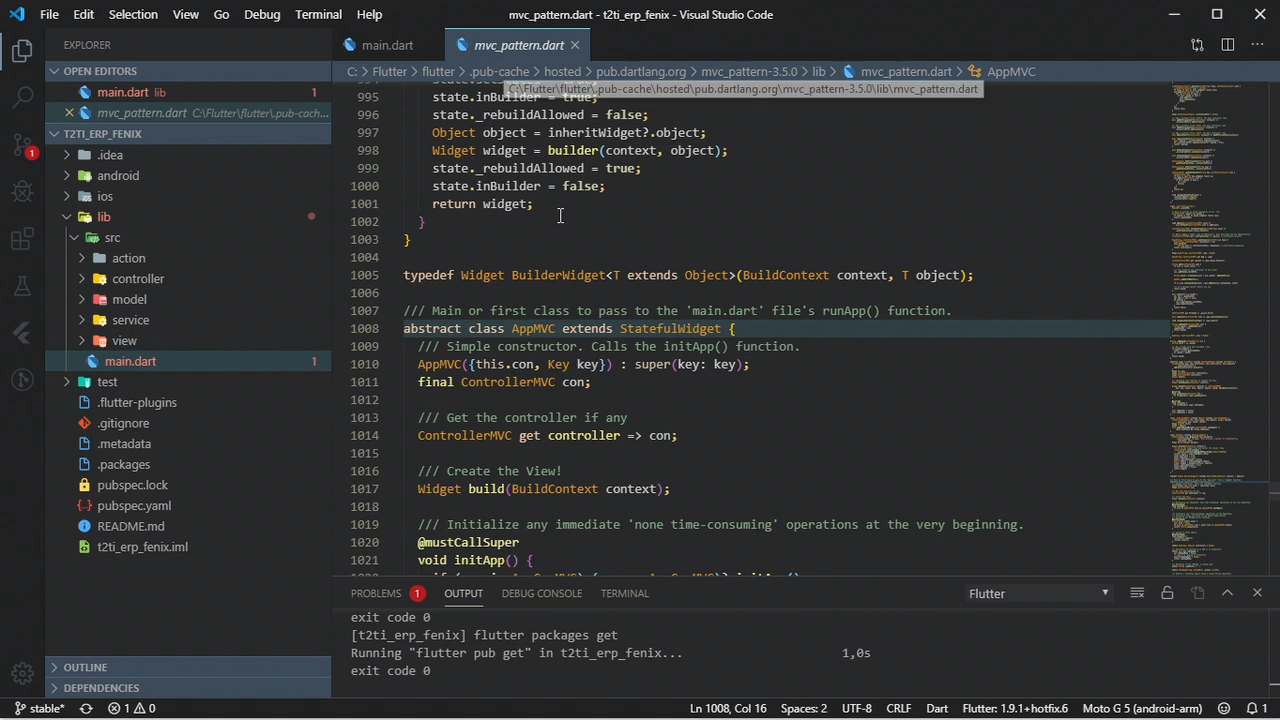 File Edit Selection View Go Debug Terminal Help
mvc_pattern.dart - t2ti_erp_fenix - Visual Studio Code
EXPLORER
OPEN EDITORS
main.dart lib 1
mvc_pattern.dart C:\Flutter\flutter\.pub-cach...
T2TI_ERP_FENIX
.idea
android
ios
lib
src
action
controller
model
service
view
main.dart 1
test
.flutter-plugins
.gitignore
.metadata
.packages
pubspec.lock
pubspec.yaml
README.md
t2ti_erp_fenix.iml
OUTLINE
DEPENDENCIES
1
main.dart
mvc_pattern.dart
C: > Flutter > flutter > .pub-cache > hosted > pub.dartlang.org > mvc_pattern-3.5.0 > lib > mvc_pattern.dart > AppMVC
C:\Flutter\flutter\.pub-cache\hosted\pub.dartlang.org\mvc_pattern-3.5.0\lib\mvc_pattern.dart
995 state.inBuilder = true;
996 state._rebuildAllowed = false;
997 Object object = inheritWidget?.object;
998 Widget widget = builder(context, object);
999 state._rebuildAllowed = true;
1000 state.inBuilder = false;
1001 return widget;
1002 }
1003 }
1004
1005 typedef MvcBuilderWidget<T extends Object>(BuildContext context, T object);
1006
1007 /// Main or first class to pass to the 'main.dart' file's runApp() function.
1008 abstract class AppMVC extends StatefulWidget {
1009 /// Simple constructor. Calls the initApp() function.
1010 AppMVC({this.con, Key key}) : super(key: key);
1011 final ControllerMVC con;
1012
1013 /// Get the controller if any
1014 ControllerMVC get controller => con;
1015
1016 /// Create the View!
1017 Widget build(BuildContext context);
1018
1019 /// Initialize any immediate 'none time-consuming' operations at the very beginning.
1020 @mustCallSuper
1021 void initApp() {
PROBLEMS 1 OUTPUT DEBUG CONSOLE TERMINAL
Flutter
exit code 0
[t2ti_erp_fenix] flutter packages get
Running "flutter pub get" in t2ti_erp_fenix... 1,0s
exit code 0
stable* 1 0
Ln 1008, Col 16 Spaces: 2 UTF-8 CRLF Dart Flutter: 1.9.1+hotfix.6 Moto G 5 (android-arm) 1